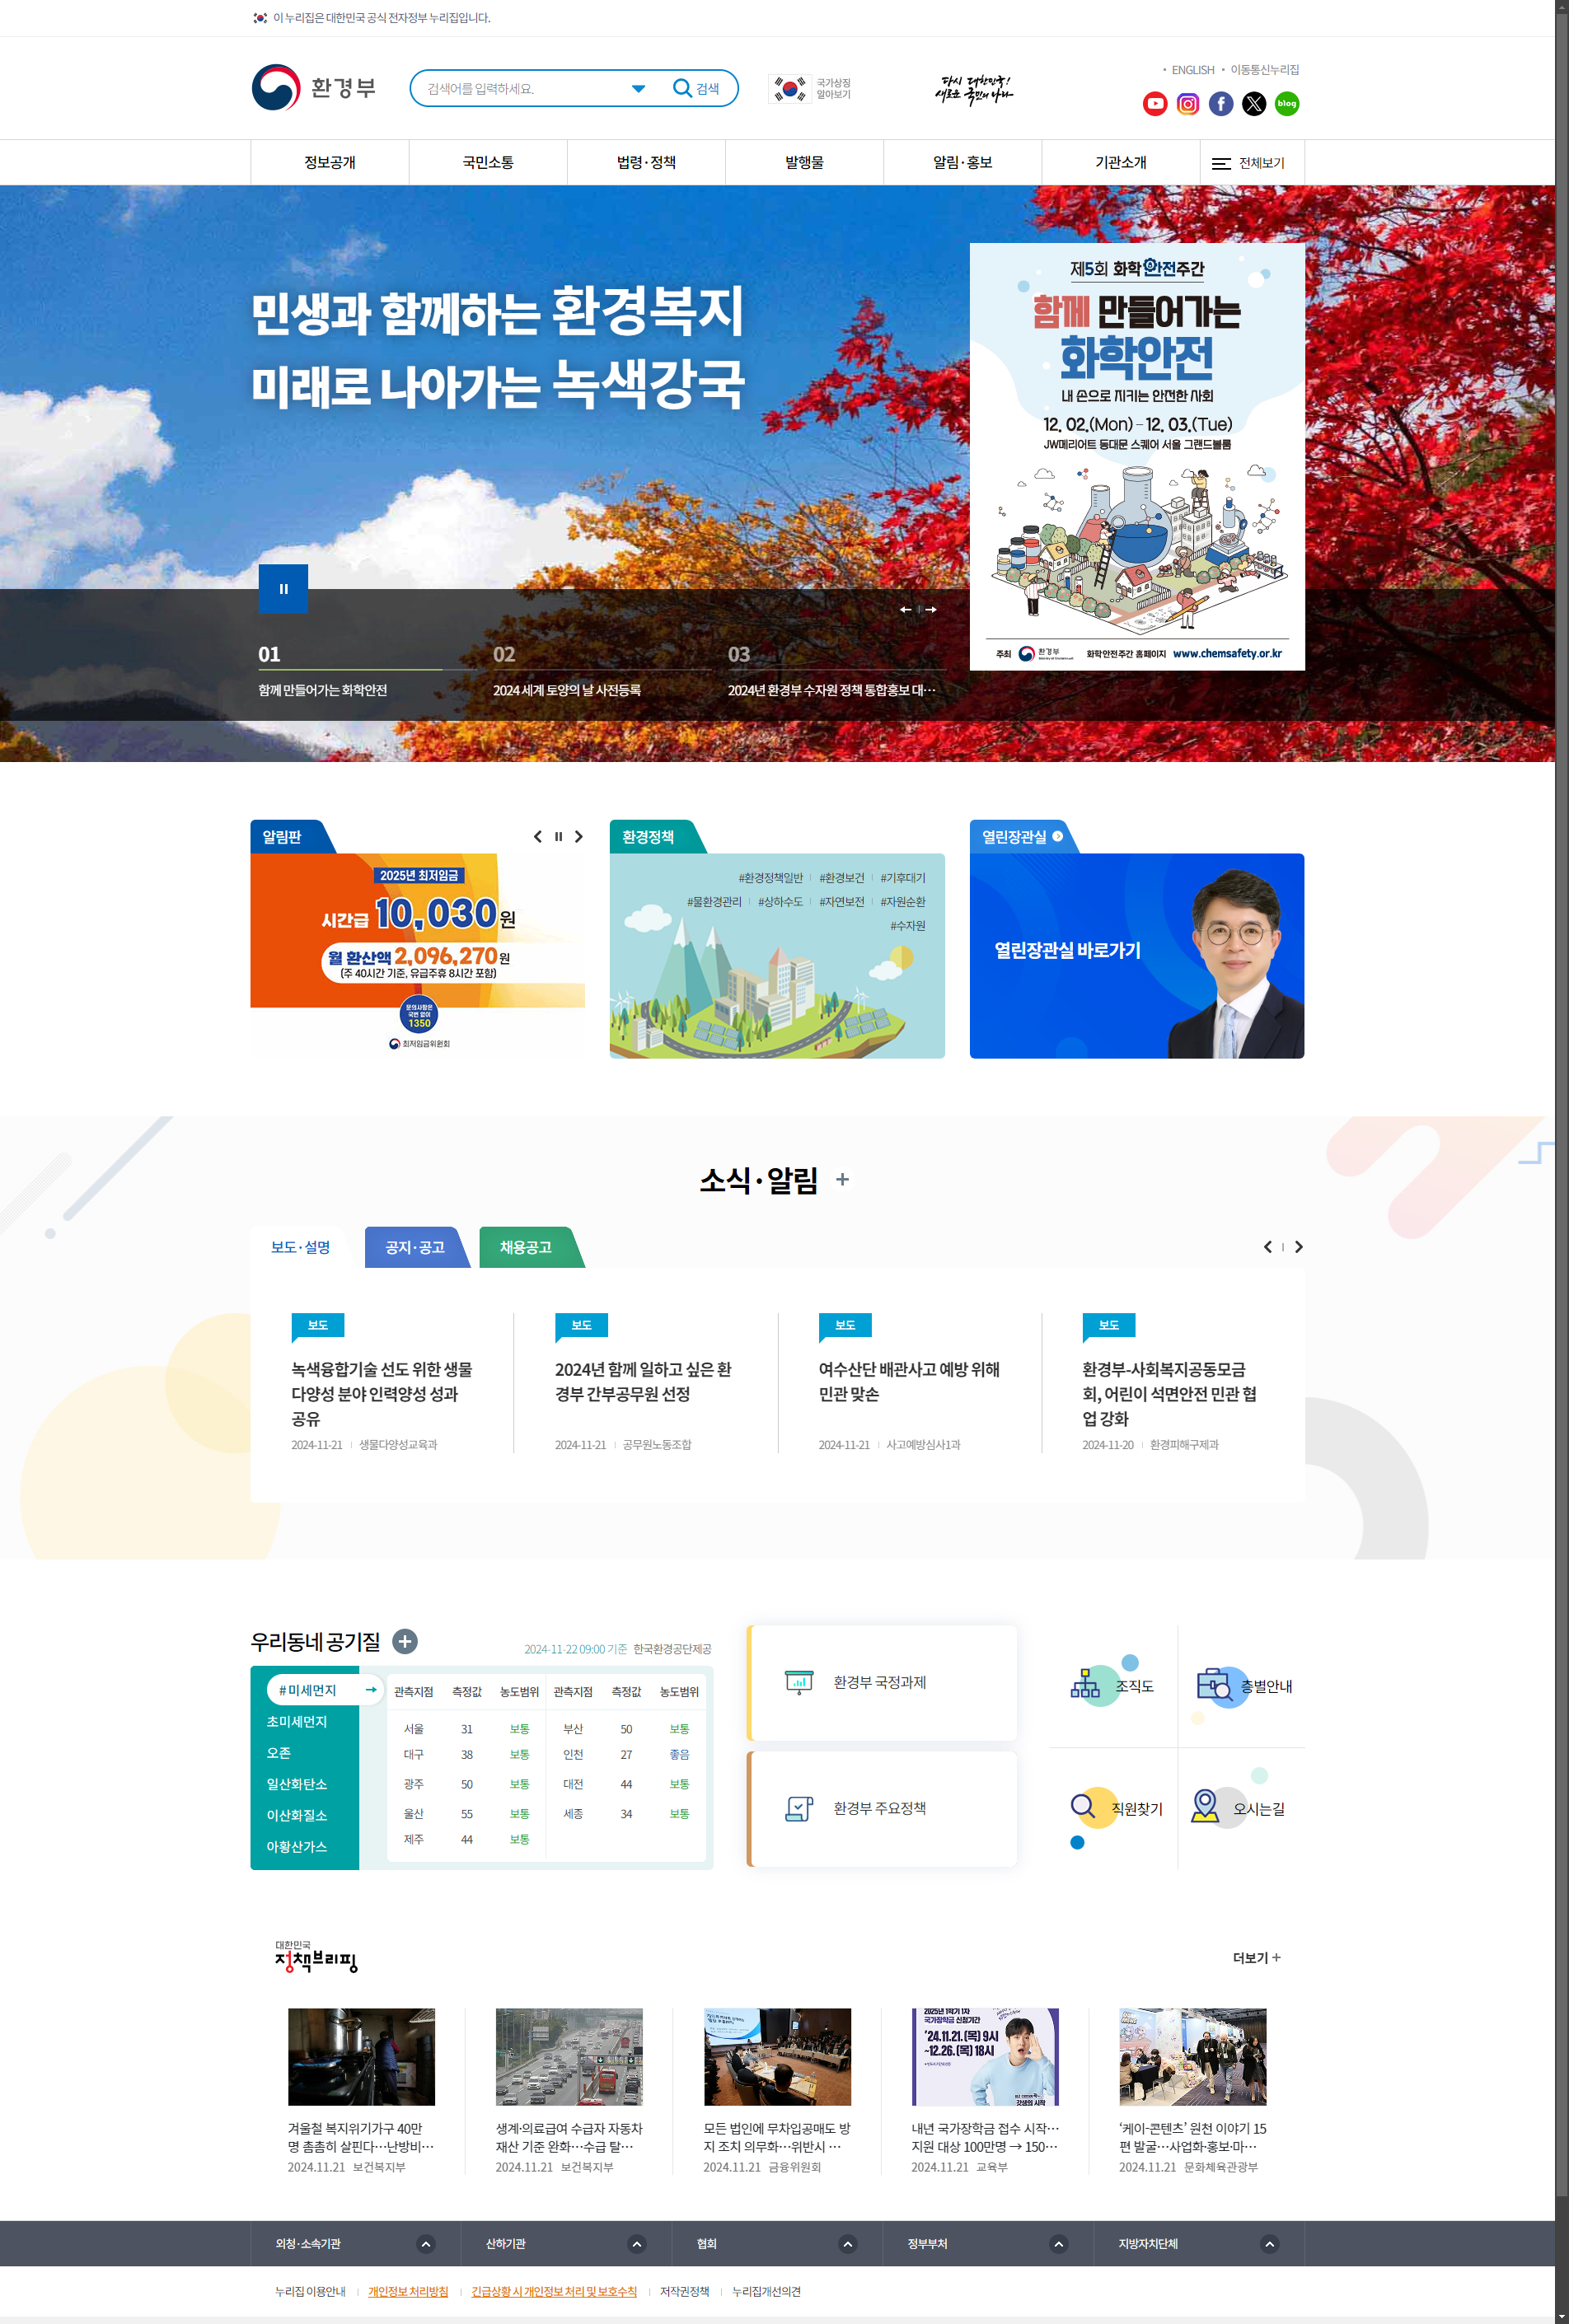 이 누리집은 대한민국 공식 전자정부 누리집입니다.
환경부
검색어를 입력하세요.
검색
국가상징
알아보기
다시 대한민국!
새로운 국민의 나라
ENGLISH
이동통신누리집
blog
정보공개
국민소통
법령·정책
발행물
알림·홍보
기관소개
전체보기
민생과 함께하는 환경복지
미래로 나아가는 녹색강국
제5회 화학안전주간
함께 만들어가는
화학안전
내 손으로 지키는 안전한 사회
12. 02.(Mon) – 12. 03.(Tue)
JW메리어트 동대문 스퀘어 서울 그랜드볼룸
주최 환경부 화학안전주간 홈페이지 www.chemsafety.or.kr
01
함께 만들어가는 화학안전
02
2024 세계 토양의 날 사전등록
03
2024년 환경부 수자원 정책 통합홍보 대…
알림판
2025년 최저임금
시간급 10,030원
월 환산액 2,096,270원
(주 40시간 기준, 유급주휴 8시간 포함)
문의사항은
국번 없이
1350
최저임금위원회
환경정책
#환경정책일반 #환경보건 #기후대기
#물환경관리 #상하수도 #자연보전 #자원순환
#수자원
열린장관실
열린장관실 바로가기
소식·알림
보도·설명
공지·공고
채용공고
보도
녹색융합기술 선도 위한 생물
다양성 분야 인력양성 성과
공유
2024-11-21 생물다양성교육과
보도
2024년 함께 일하고 싶은 환
경부 간부공무원 선정
2024-11-21 공무원노동조합
보도
여수산단 배관사고 예방 위해
민관 맞손
2024-11-21 사고예방심사1과
보도
환경부-사회복지공동모금
회, 어린이 석면안전 민관 협
업 강화
2024-11-20 환경피해구제과
우리동네 공기질
2024-11-22 09:00 기준 한국환경공단제공
# 미세먼지
초미세먼지
오존
일산화탄소
이산화질소
아황산가스
관측지점 측정값 농도범위 관측지점 측정값 농도범위
서울 31 보통 부산 50 보통
대구 38 보통 인천 27 좋음
광주 50 보통 대전 44 보통
울산 55 보통 세종 34 보통
제주 44 보통
환경부 국정과제
환경부 주요정책
조직도
층별안내
직원찾기
오시는길
대한민국
정책브리핑
더보기
2025년 1학기 1차
국가장학금 신청기간
'24.11.21.(목) 9시
~12.26.(목) 18시
겨울철 복지위기가구 40만
명 촘촘히 살핀다…난방비…
2024.11.21 보건복지부
생계·의료급여 수급자 자동차
재산 기준 완화…수급 탈…
2024.11.21 보건복지부
모든 법인에 무차입공매도 방
지 조치 의무화…위반시 …
2024.11.21 금융위원회
내년 국가장학금 접수 시작…
지원 대상 100만명 → 150…
2024.11.21 교육부
‘케이-콘텐츠’ 원천 이야기 15
편 발굴…사업화·홍보·마…
2024.11.21 문화체육관광부
외청·소속기관
산하기관
협회
정부부처
지방자치단체
누리집 이용안내
개인정보 처리방침
긴급상황 시 개인정보 처리 및 보호수칙
저작권정책
누리집개선의견